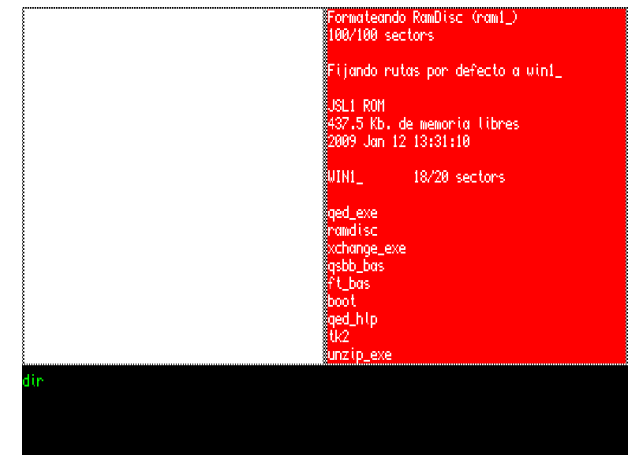 Formateando RamDisc (ram1_)
100/100 sectors
Fijando rutas por defecto a win1_
JSL1 ROM
437.5 Kb. de memoria libres
2009 Jan 12 13:31:10
WIN1_ 18/20 sectors
qed_exe
ramdisc
xchange_exe
qsbb_bas
ft_bas
boot
qed_hlp
tk2
unzip_exe
dir